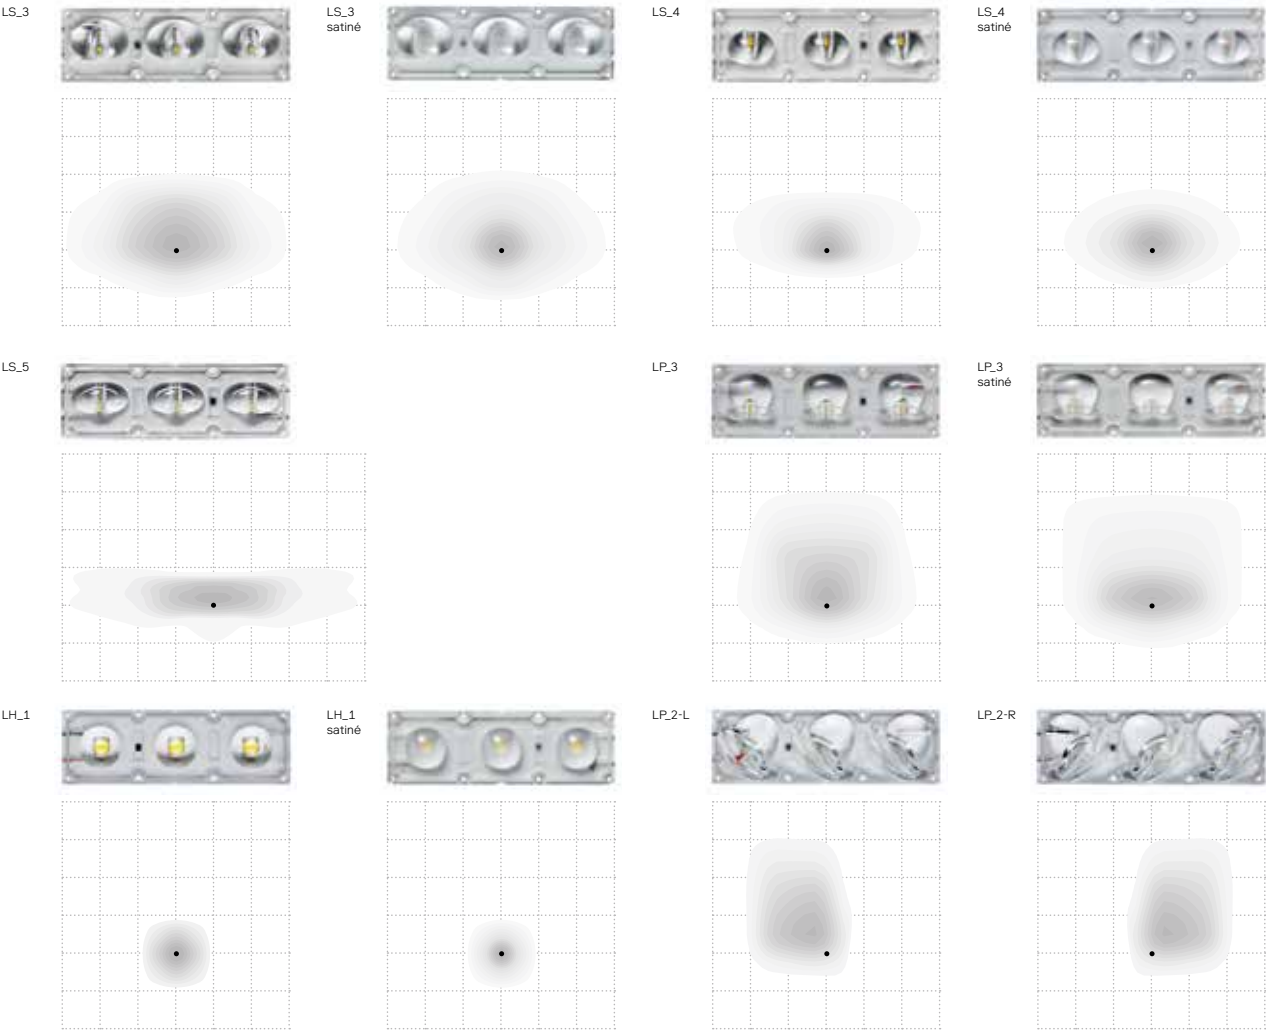 LS_3
LS_3
satiné
LS_4
LS_4
satiné
LS_5
LP_3
LP_3
satiné
LH_1
LH_1
satiné
LP_2-L
LP_2-R